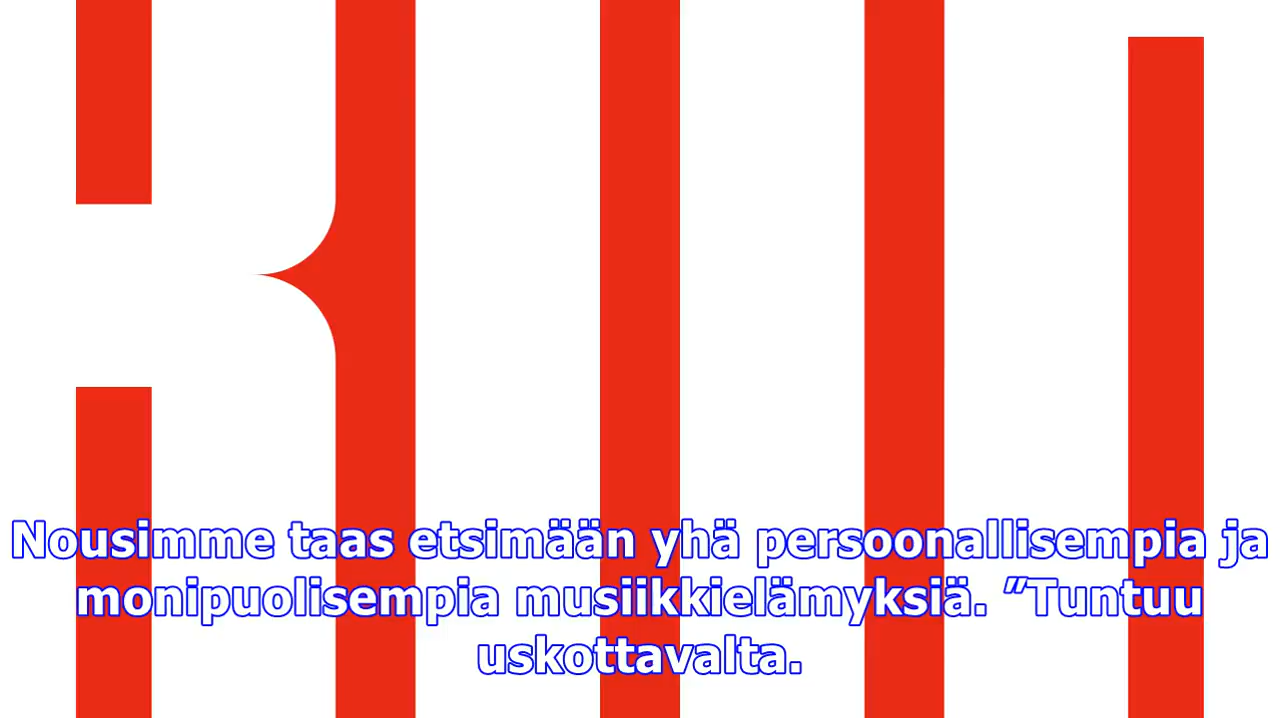 Nousimme taas etsimään yhä persoonallisempia ja
monipuolisempia musiikkielämyksiä. ”Tuntuu
uskottavalta.